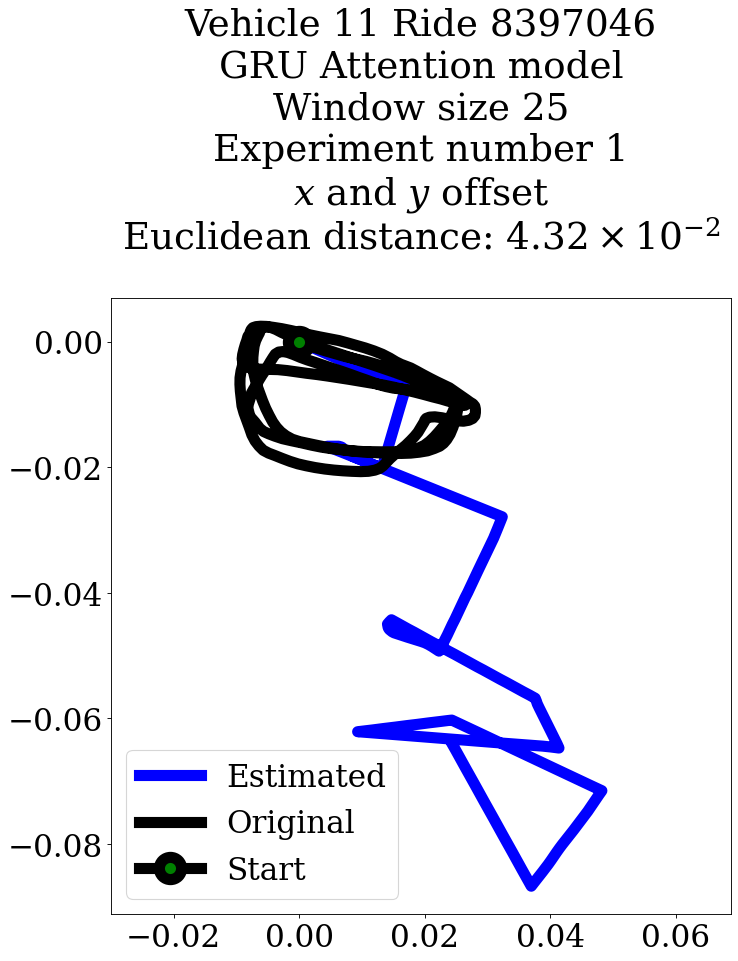 Vehicle 11 Ride 8397046
GRU Attention model
Window size 25
Experiment number 1
x and y offset
Euclidean distance: 4.32 × 10⁻²
0.00
−0.02
−0.04
−0.06
−0.08
Estimated
Original
Start
−0.02 0.00 0.02 0.04 0.06